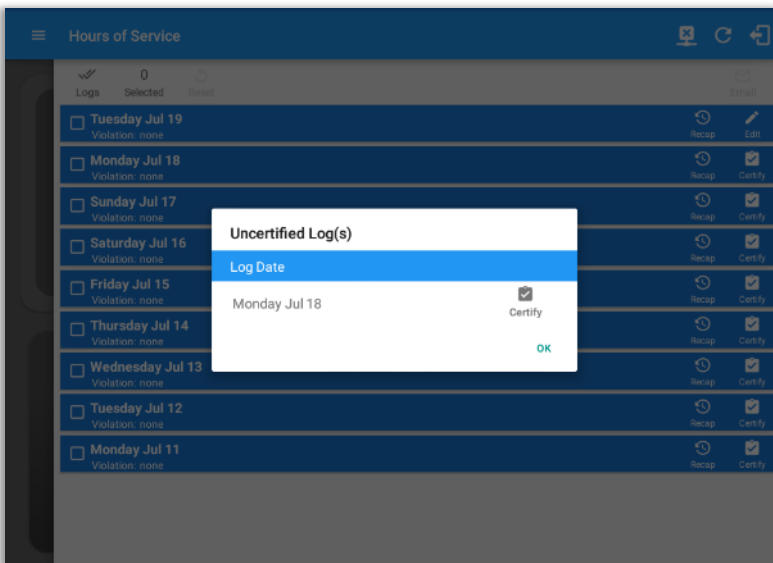 Hours of Service
0
Logs Selected Reset Email
Tuesday Jul 19
Violation: none
Recap Edit
Monday Jul 18
Violation: none
Recap Certify
Sunday Jul 17
Violation: none
Recap Certify
Saturday Jul 16
Violation: none
Recap Certify
Friday Jul 15
Violation: none
Recap Certify
Thursday Jul 14
Violation: none
Recap Certify
Wednesday Jul 13
Violation: none
Recap Certify
Tuesday Jul 12
Violation: none
Recap Certify
Monday Jul 11
Violation: none
Recap Certify
Uncertified Log(s)
Log Date
Monday Jul 18
Certify
OK